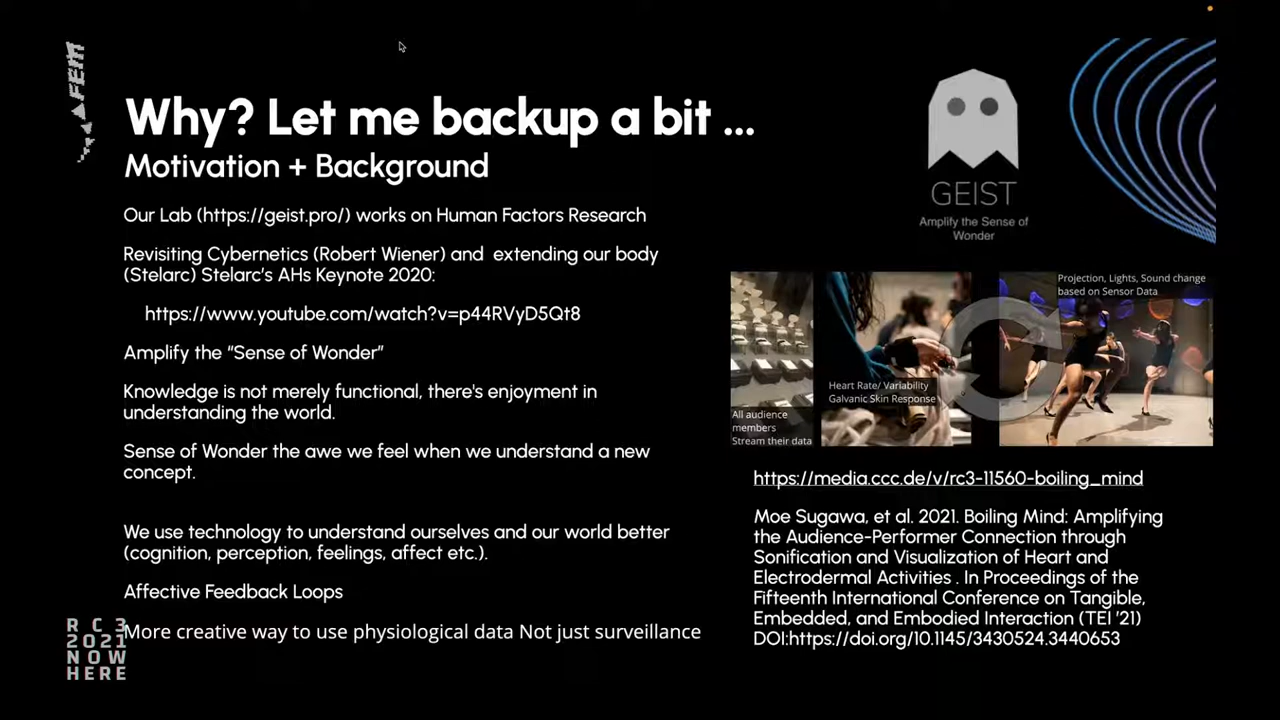 FEM
Why? Let me backup a bit ...
Motivation + Background
Our Lab (https://geist.pro/) works on Human Factors Research
Revisiting Cybernetics (Robert Wiener) and extending our body
(Stelarc) Stelarc's AHs Keynote 2020:
https://www.youtube.com/watch?v=p44RVyD5Qt8
Amplify the "Sense of Wonder"
Knowledge is not merely functional, there's enjoyment in
understanding the world.
Sense of Wonder the awe we feel when we understand a new
concept.
We use technology to understand ourselves and our world better
(cognition, perception, feelings, affect etc.).
Affective Feedback Loops
More creative way to use physiological data Not just surveillance
RC3
2021
NOW
HERE
GEIST
Amplify the Sense of
Wonder
All audience
members
Stream their data
Heart Rate/ Variability
Galvanic Skin Response
Projection, Lights, Sound change
based on Sensor Data
https://media.ccc.de/v/rc3-11560-boiling_mind
Moe Sugawa, et al. 2021. Boiling Mind: Amplifying
the Audience-Performer Connection through
Sonification and Visualization of Heart and
Electrodermal Activities . In Proceedings of the
Fifteenth International Conference on Tangible,
Embedded, and Embodied Interaction (TEI '21)
DOI:https://doi.org/10.1145/3430524.3440653